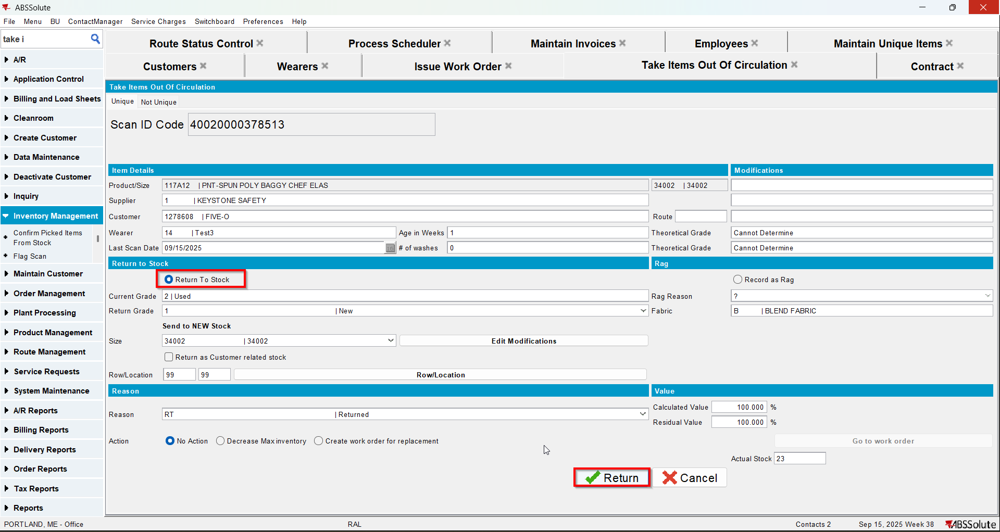 ABSSolute
File Menu BU ContactManager Service Charges Switchboard Preferences Help
take i
Route Status Control Process Scheduler Maintain Invoices Employees Maintain Unique Items
Customers Wearers Issue Work Order Take Items Out Of Circulation Contract
A/R
Application Control
Billing and Load Sheets
Cleanroom
Create Customer
Data Maintenance
Deactivate Customer
Inquiry
Inventory Management
Confirm Picked Items
From Stock
Flag Scan
Maintain Customer
Order Management
Plant Processing
Product Management
Route Management
Service Requests
System Maintenance
A/R Reports
Billing Reports
Delivery Reports
Order Reports
Tax Reports
Reports
Take Items Out Of Circulation
Unique Not Unique
Scan ID Code 40020000378513
Item Details Modifications
Product/Size 117A12 | PNT-SPUN POLY BAGGY CHEF ELAS 34002 | 34002
Supplier 1 | KEYSTONE SAFETY
Customer 1278608 | FIVE-O Route
Wearer 14 | Test3 Age in Weeks 1 Theoretical Grade Cannot Determine
Last Scan Date 09/15/2025 16 # of washes 0 Theoretical Grade Cannot Determine
Return to Stock Rag
Return To Stock Record as Rag
Current Grade 2 | Used Rag Reason ?
Return Grade 1 | New Fabric B | BLEND FABRIC
Send to NEW Stock
Size 34002 | 34002 Edit Modifications
Return as Customer related stock
Row/Location 99 99 Row/Location
Reason Value
Calculated Value 100.000 %
Reason RT | Returned
Residual Value 100.000 %
Action No Action Decrease Max inventory Create work order for replacement Go to work order
Actual Stock 23
Return Cancel
PORTLAND, ME - Office RAL Contacts 2 Sep 15, 2025 Week 38 ABSSolute